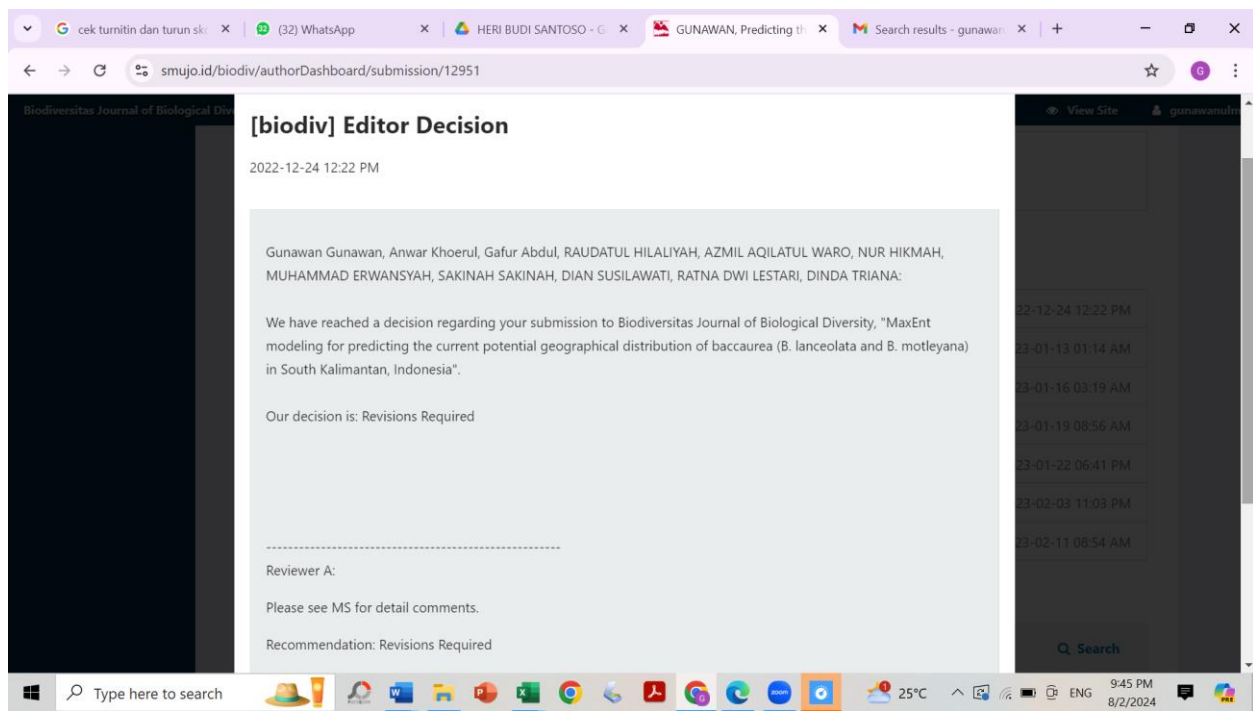 cek turnitin dan turun sk
(32) WhatsApp
HERI BUDI SANTOSO - G
GUNAWAN, Predicting th
Search results - gunawan
smujo.id/biodiv/authorDashboard/submission/12951
G
Biodiversitas Journal of Biological Div
View Site
gunawanulm
[biodiv] Editor Decision
2022-12-24 12:22 PM
Gunawan Gunawan, Anwar Khoerul, Gafur Abdul, RAUDATUL HILALIYAH, AZMIL AQILATUL WARO, NUR HIKMAH,
MUHAMMAD ERWANSYAH, SAKINAH SAKINAH, DIAN SUSILAWATI, RATNA DWI LESTARI, DINDA TRIANA:
We have reached a decision regarding your submission to Biodiversitas Journal of Biological Diversity, "MaxEnt
modeling for predicting the current potential geographical distribution of baccaurea (B. lanceolata and B. motleyana)
in South Kalimantan, Indonesia".
Our decision is: Revisions Required
22-12-24 12:22 PM
23-01-13 01:14 AM
23-01-16 03:19 AM
23-01-19 08:56 AM
23-01-22 06:41 PM
23-02-03 11:03 PM
23-02-11 08:54 AM
------------------------------------------------------
Reviewer A:
Please see MS for detail comments.
Recommendation: Revisions Required
Search
Type here to search
zoom
25°C
ENG
9:45 PM
8/2/2024
PRE